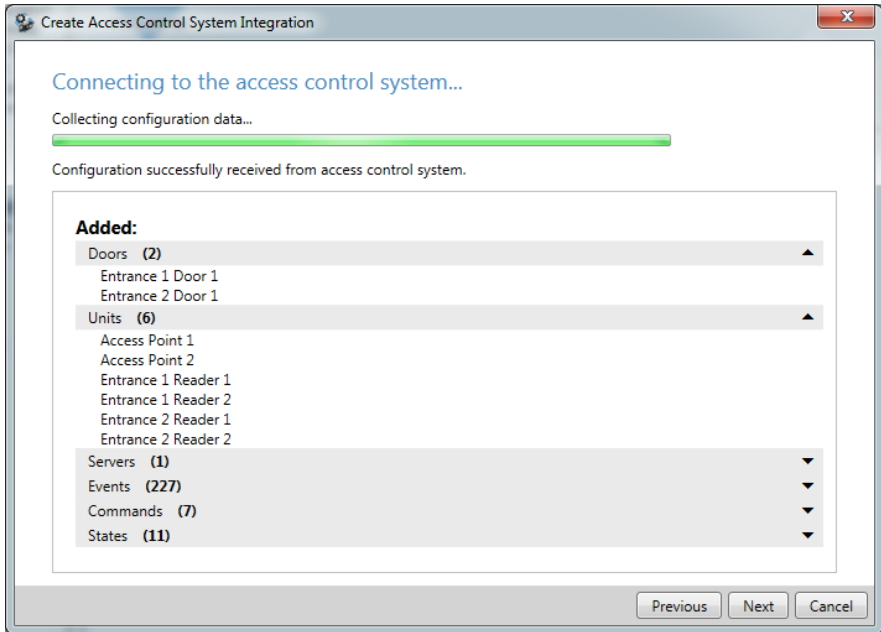 Create Access Control System Integration
Connecting to the access control system...
Collecting configuration data...
Configuration successfully received from access control system.
Added:
Doors (2)
Entrance 1 Door 1
Entrance 2 Door 1
Units (6)
Access Point 1
Access Point 2
Entrance 1 Reader 1
Entrance 1 Reader 2
Entrance 2 Reader 1
Entrance 2 Reader 2
Servers (1)
Events (227)
Commands (7)
States (11)
Previous Next Cancel